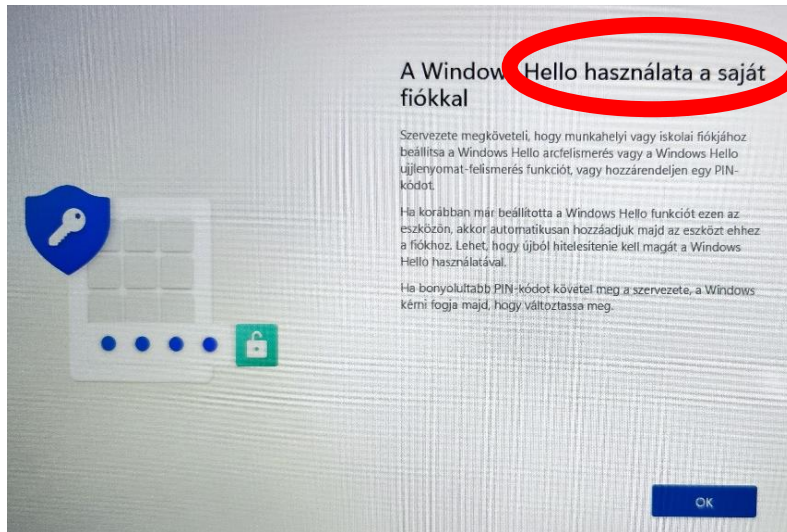 A Windows Hello használata a saját
fiókkal
Szervezete megköveteli, hogy munkahelyi vagy iskolai fiókjához
beállítsa a Windows Hello arcfelismerés vagy a Windows Hello
ujjlenyomat-felismerés funkciót, vagy hozzárendeljen egy PIN-
kódot.
Ha korábban már beállította a Windows Hello funkciót ezen az
eszközön, akkor automatikusan hozzáadjuk majd az eszközt ehhez
a fiókhoz. Lehet, hogy újból hitelesítenie kell magát a Windows
Hello használatával.
Ha bonyolultabb PIN-kódot követel meg a szervezete, a Windows
kérni fogja majd, hogy változtassa meg.
OK